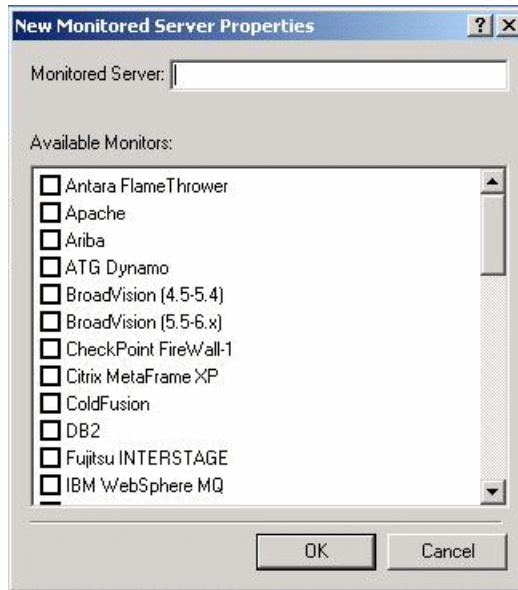 New Monitored Server Properties
Monitored Server:
Available Monitors:
Antara FlameThrower
Apache
Ariba
ATG Dynamo
BroadVision (4.5-5.4)
BroadVision (5.5-6.x)
CheckPoint FireWall-1
Citrix MetaFrame XP
ColdFusion
DB2
Fujitsu INTERSTAGE
IBM WebSphere MQ
OK Cancel